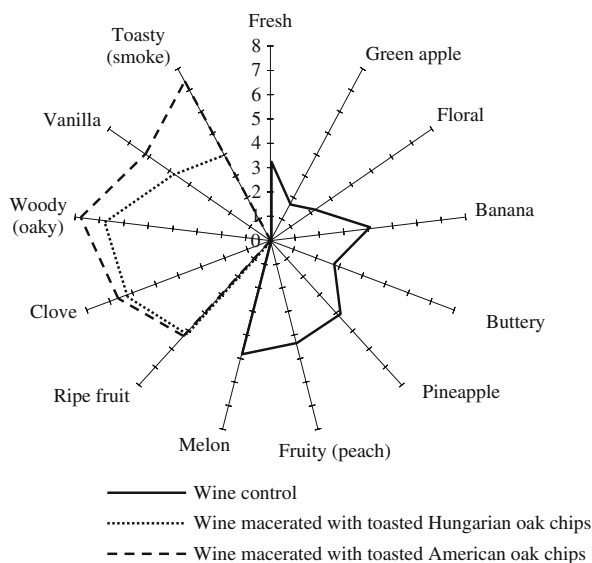 Fresh
Toasty
(smoke)
Green apple
Vanilla
Floral
Woody
(oaky)
Banana
Clove
Buttery
Ripe fruit
Pineapple
Melon
Fruity (peach)
8
7
6
5
4
3
2
1
0
Wine control
Wine macerated with toasted Hungarian oak chips
Wine macerated with toasted American oak chips